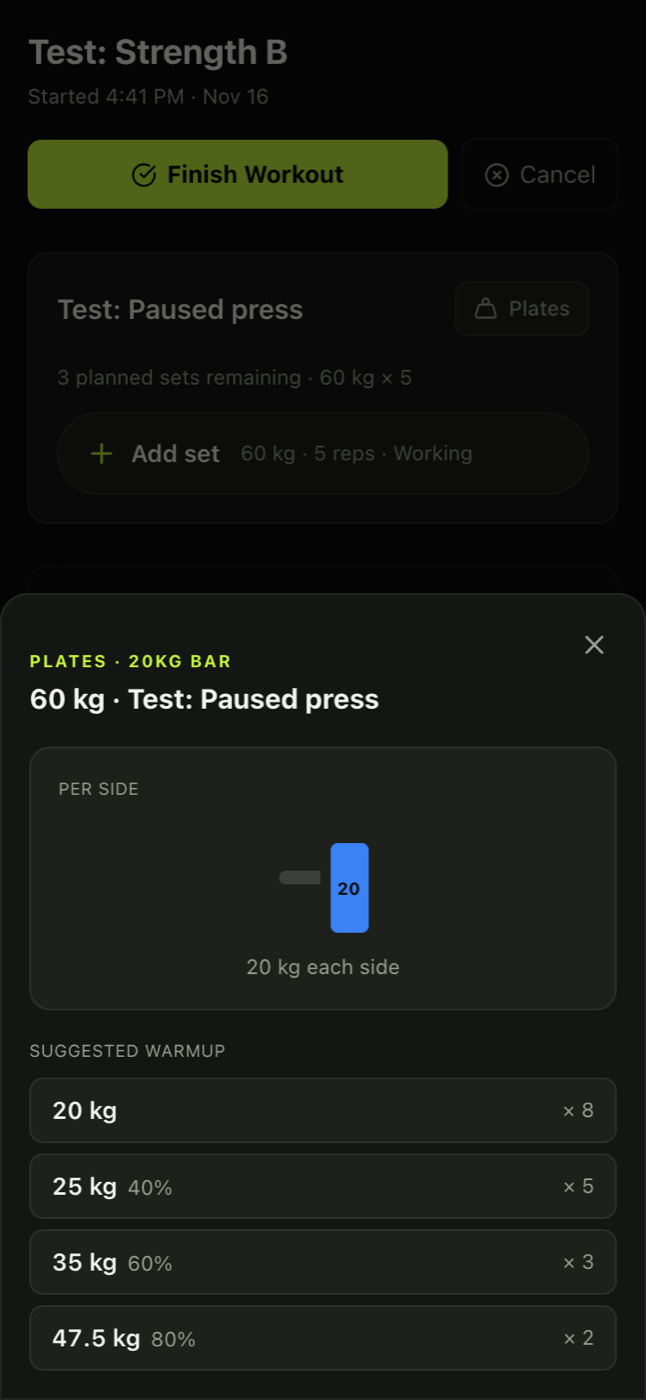 Test: Strength B
Started 4:41 PM · Nov 16
Finish Workout
Cancel
Test: Paused press
Plates
3 planned sets remaining · 60 kg × 5
Add set 60 kg · 5 reps · Working
PLATES · 20KG BAR
60 kg · Test: Paused press
PER SIDE
20
20 kg each side
SUGGESTED WARMUP
20 kg × 8
25 kg 40% × 5
35 kg 60% × 3
47.5 kg 80% × 2